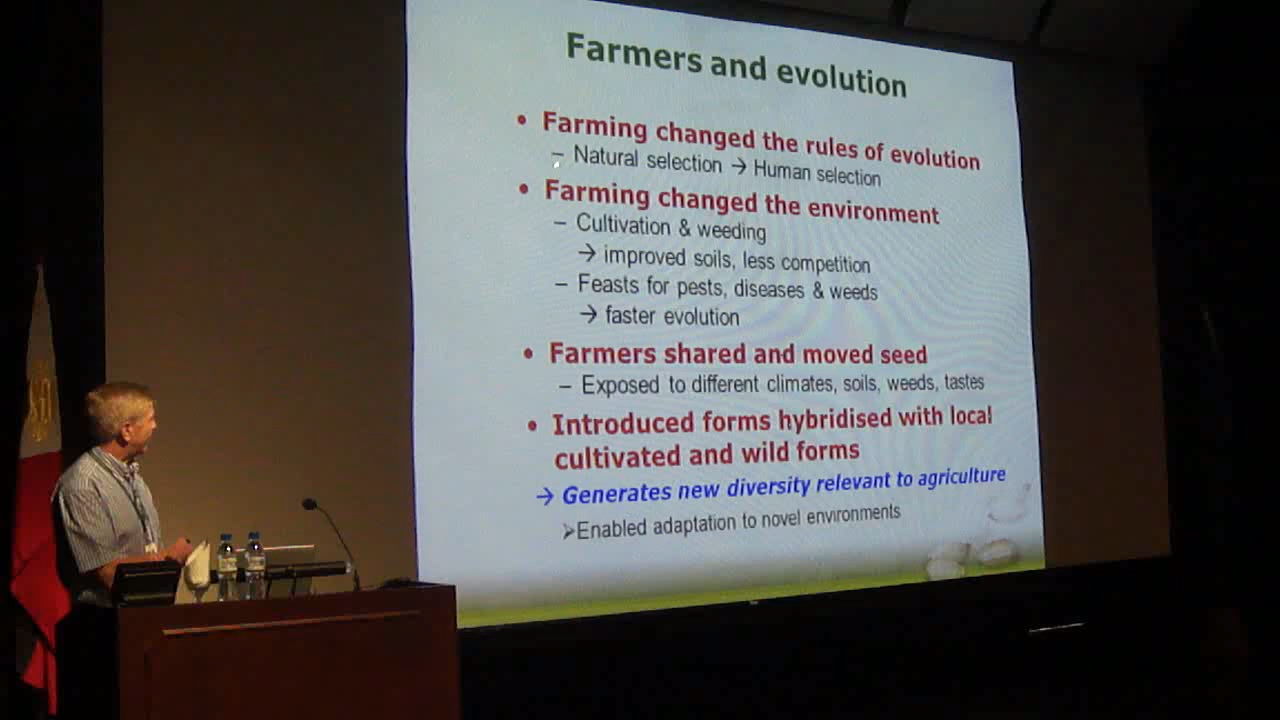 Farmers and evolution
• Farming changed the rules of evolution
– Natural selection → Human selection
• Farming changed the environment
– Cultivation & weeding
→ improved soils, less competition
– Feasts for pests, diseases & weeds
→ faster evolution
• Farmers shared and moved seed
– Exposed to different climates, soils, weeds, tastes
• Introduced forms hybridised with local
cultivated and wild forms
→ Generates new diversity relevant to agriculture
➢Enabled adaptation to novel environments